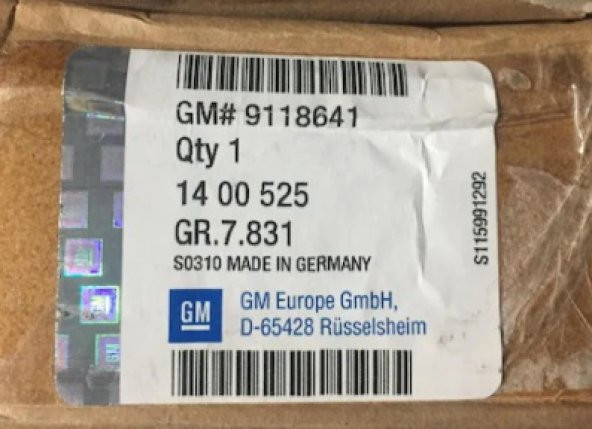 GM# 9118641
Qty 1
14 00 525
GR.7.831
S0310 MADE IN GERMANY
GM
GM Europe GmbH,
D-65428 Rüsselsheim
S115991292